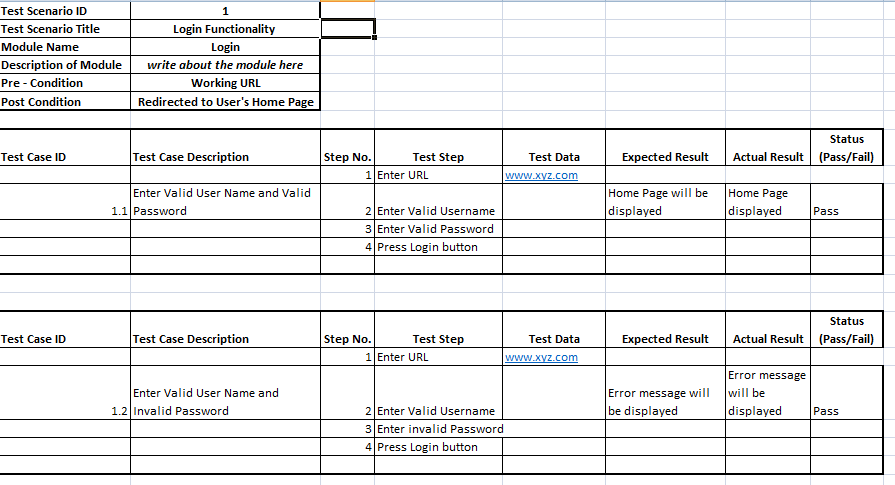 Test Scenario ID 1
Test Scenario Title Login Functionality
Module Name Login
Description of Module write about the module here
Pre - Condition Working URL
Post Condition Redirected to User's Home Page
Status
Test Case ID Test Case Description Step No. Test Step Test Data Expected Result Actual Result (Pass/Fail)
1 Enter URL www.xyz.com
Enter Valid User Name and Valid Home Page will be Home Page
1.1 Password 2 Enter Valid Username displayed displayed Pass
3 Enter Valid Password
4 Press Login button
Status
Test Case ID Test Case Description Step No. Test Step Test Data Expected Result Actual Result (Pass/Fail)
1 Enter URL www.xyz.com
Error message
Enter Valid User Name and Error message will will be
1.2 Invalid Password 2 Enter Valid Username be displayed displayed Pass
3 Enter invalid Password
4 Press Login button